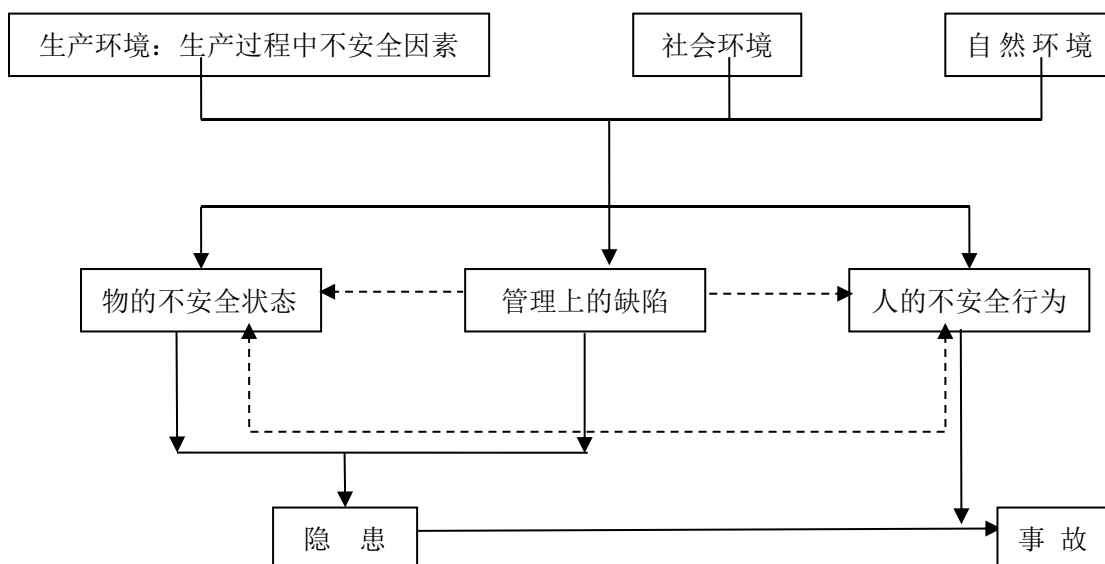 生产环境：生产过程中不安全因素
社会环境
自然环境
物的不安全状态
管理上的缺陷
人的不安全行为
隐 患
事 故